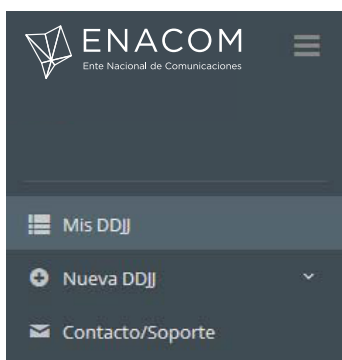 ENACOM
Ente Nacional de Comunicaciones
Mis DDJJ
Nueva DDJJ
Contacto/Soporte